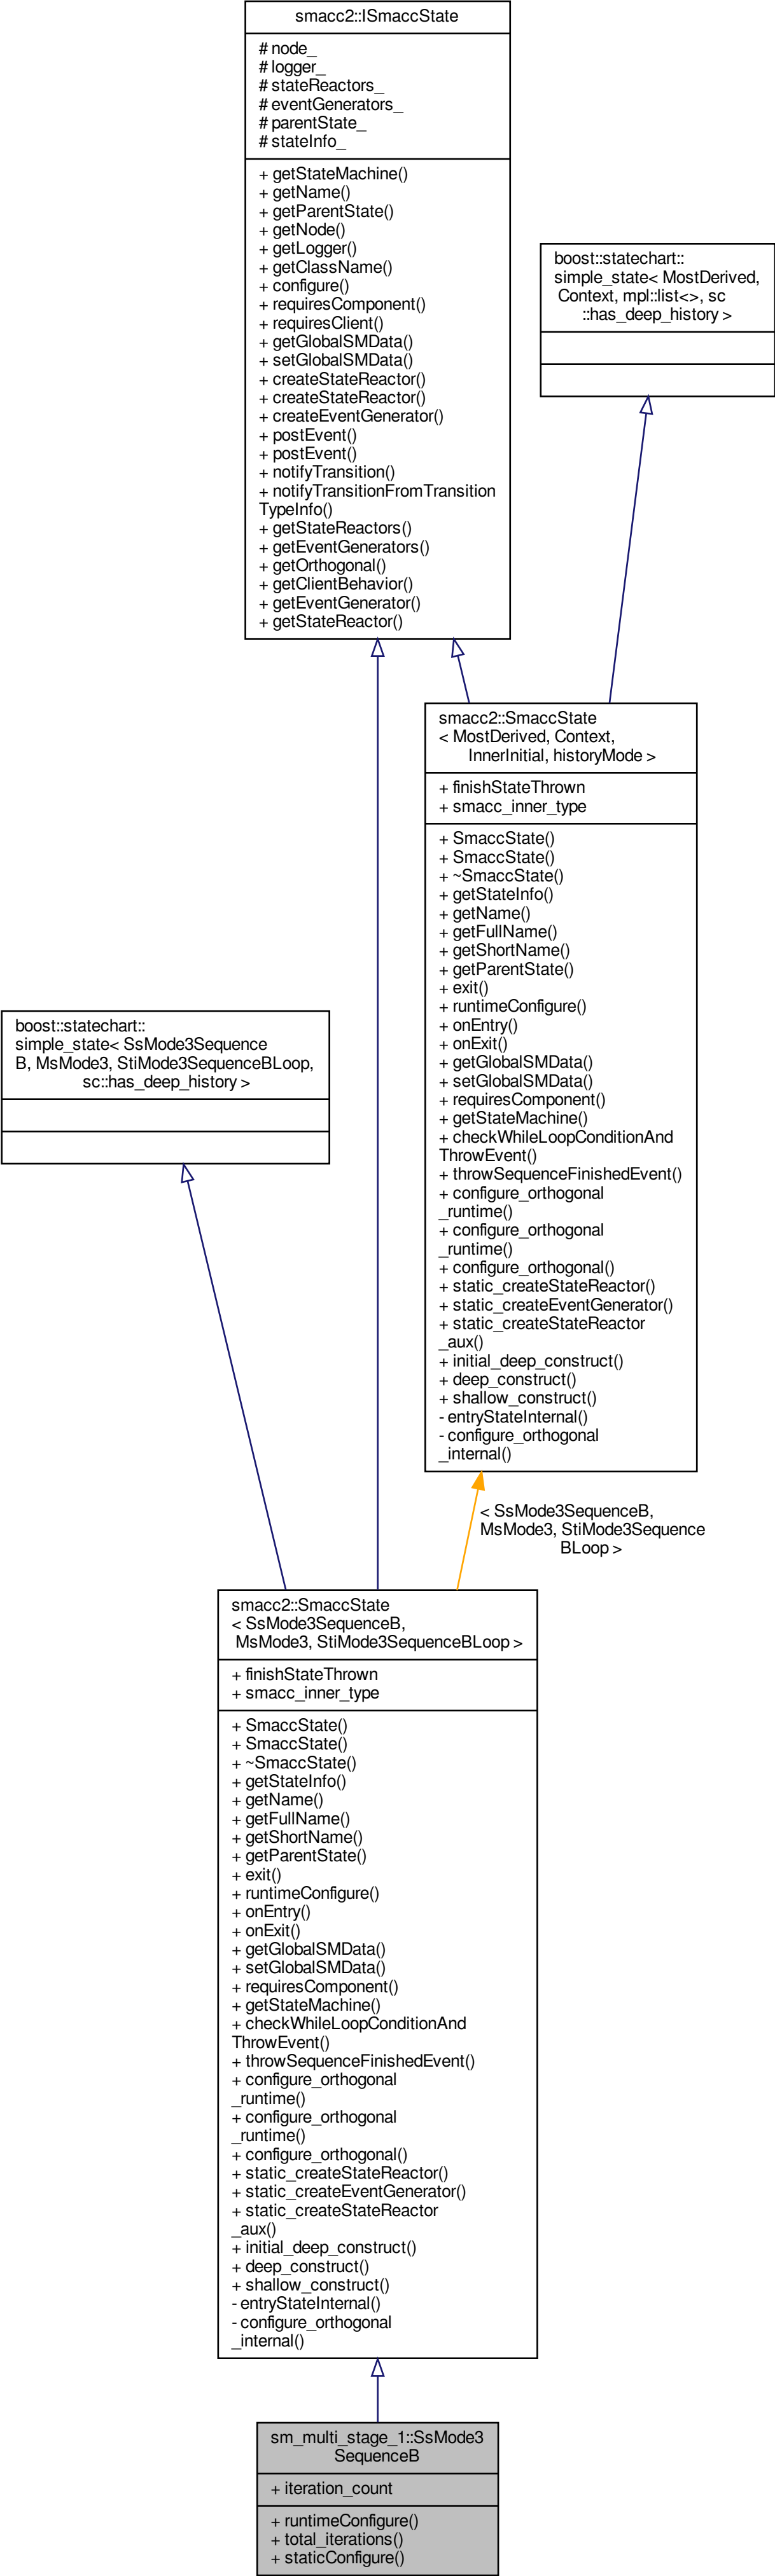 smacc2::ISmaccState
# node_
# logger_
# stateReactors_
# eventGenerators_
# parentState_
# stateInfo_
+ getStateMachine()
+ getName()
+ getParentState()
+ getNode()
+ getLogger()
+ getClassName()
+ configure()
+ requiresComponent()
+ requiresClient()
+ getGlobalSMData()
+ setGlobalSMData()
+ createStateReactor()
+ createStateReactor()
+ createEventGenerator()
+ postEvent()
+ postEvent()
+ notifyTransition()
+ notifyTransitionFromTransition
TypeInfo()
+ getStateReactors()
+ getEventGenerators()
+ getOrthogonal()
+ getClientBehavior()
+ getEventGenerator()
+ getStateReactor()
boost::statechart::
simple_state< MostDerived,
Context, mpl::list<>, sc
::has_deep_history >
smacc2::SmaccState
< MostDerived, Context,
InnerInitial, historyMode >
+ finishStateThrown
+ smacc_inner_type
+ SmaccState()
+ SmaccState()
+ ~SmaccState()
+ getStateInfo()
+ getName()
+ getFullName()
+ getShortName()
+ getParentState()
+ exit()
+ runtimeConfigure()
+ onEntry()
+ onExit()
+ getGlobalSMData()
+ setGlobalSMData()
+ requiresComponent()
+ getStateMachine()
+ checkWhileLoopConditionAnd
ThrowEvent()
+ throwSequenceFinishedEvent()
+ configure_orthogonal
_runtime()
+ configure_orthogonal
_runtime()
+ configure_orthogonal()
+ static_createStateReactor()
+ static_createEventGenerator()
+ static_createStateReactor
_aux()
+ initial_deep_construct()
+ deep_construct()
+ shallow_construct()
- entryStateInternal()
- configure_orthogonal
_internal()
boost::statechart::
simple_state< SsMode3Sequence
B, MsMode3, StiMode3SequenceBLoop,
sc::has_deep_history >
< SsMode3SequenceB,
MsMode3, StiMode3Sequence
BLoop >
smacc2::SmaccState
< SsMode3SequenceB,
MsMode3, StiMode3SequenceBLoop >
+ finishStateThrown
+ smacc_inner_type
+ SmaccState()
+ SmaccState()
+ ~SmaccState()
+ getStateInfo()
+ getName()
+ getFullName()
+ getShortName()
+ getParentState()
+ exit()
+ runtimeConfigure()
+ onEntry()
+ onExit()
+ getGlobalSMData()
+ setGlobalSMData()
+ requiresComponent()
+ getStateMachine()
+ checkWhileLoopConditionAnd
ThrowEvent()
+ throwSequenceFinishedEvent()
+ configure_orthogonal
_runtime()
+ configure_orthogonal
_runtime()
+ configure_orthogonal()
+ static_createStateReactor()
+ static_createEventGenerator()
+ static_createStateReactor
_aux()
+ initial_deep_construct()
+ deep_construct()
+ shallow_construct()
- entryStateInternal()
- configure_orthogonal
_internal()
sm_multi_stage_1::SsMode3
SequenceB
+ iteration_count
+ runtimeConfigure()
+ total_iterations()
+ staticConfigure()